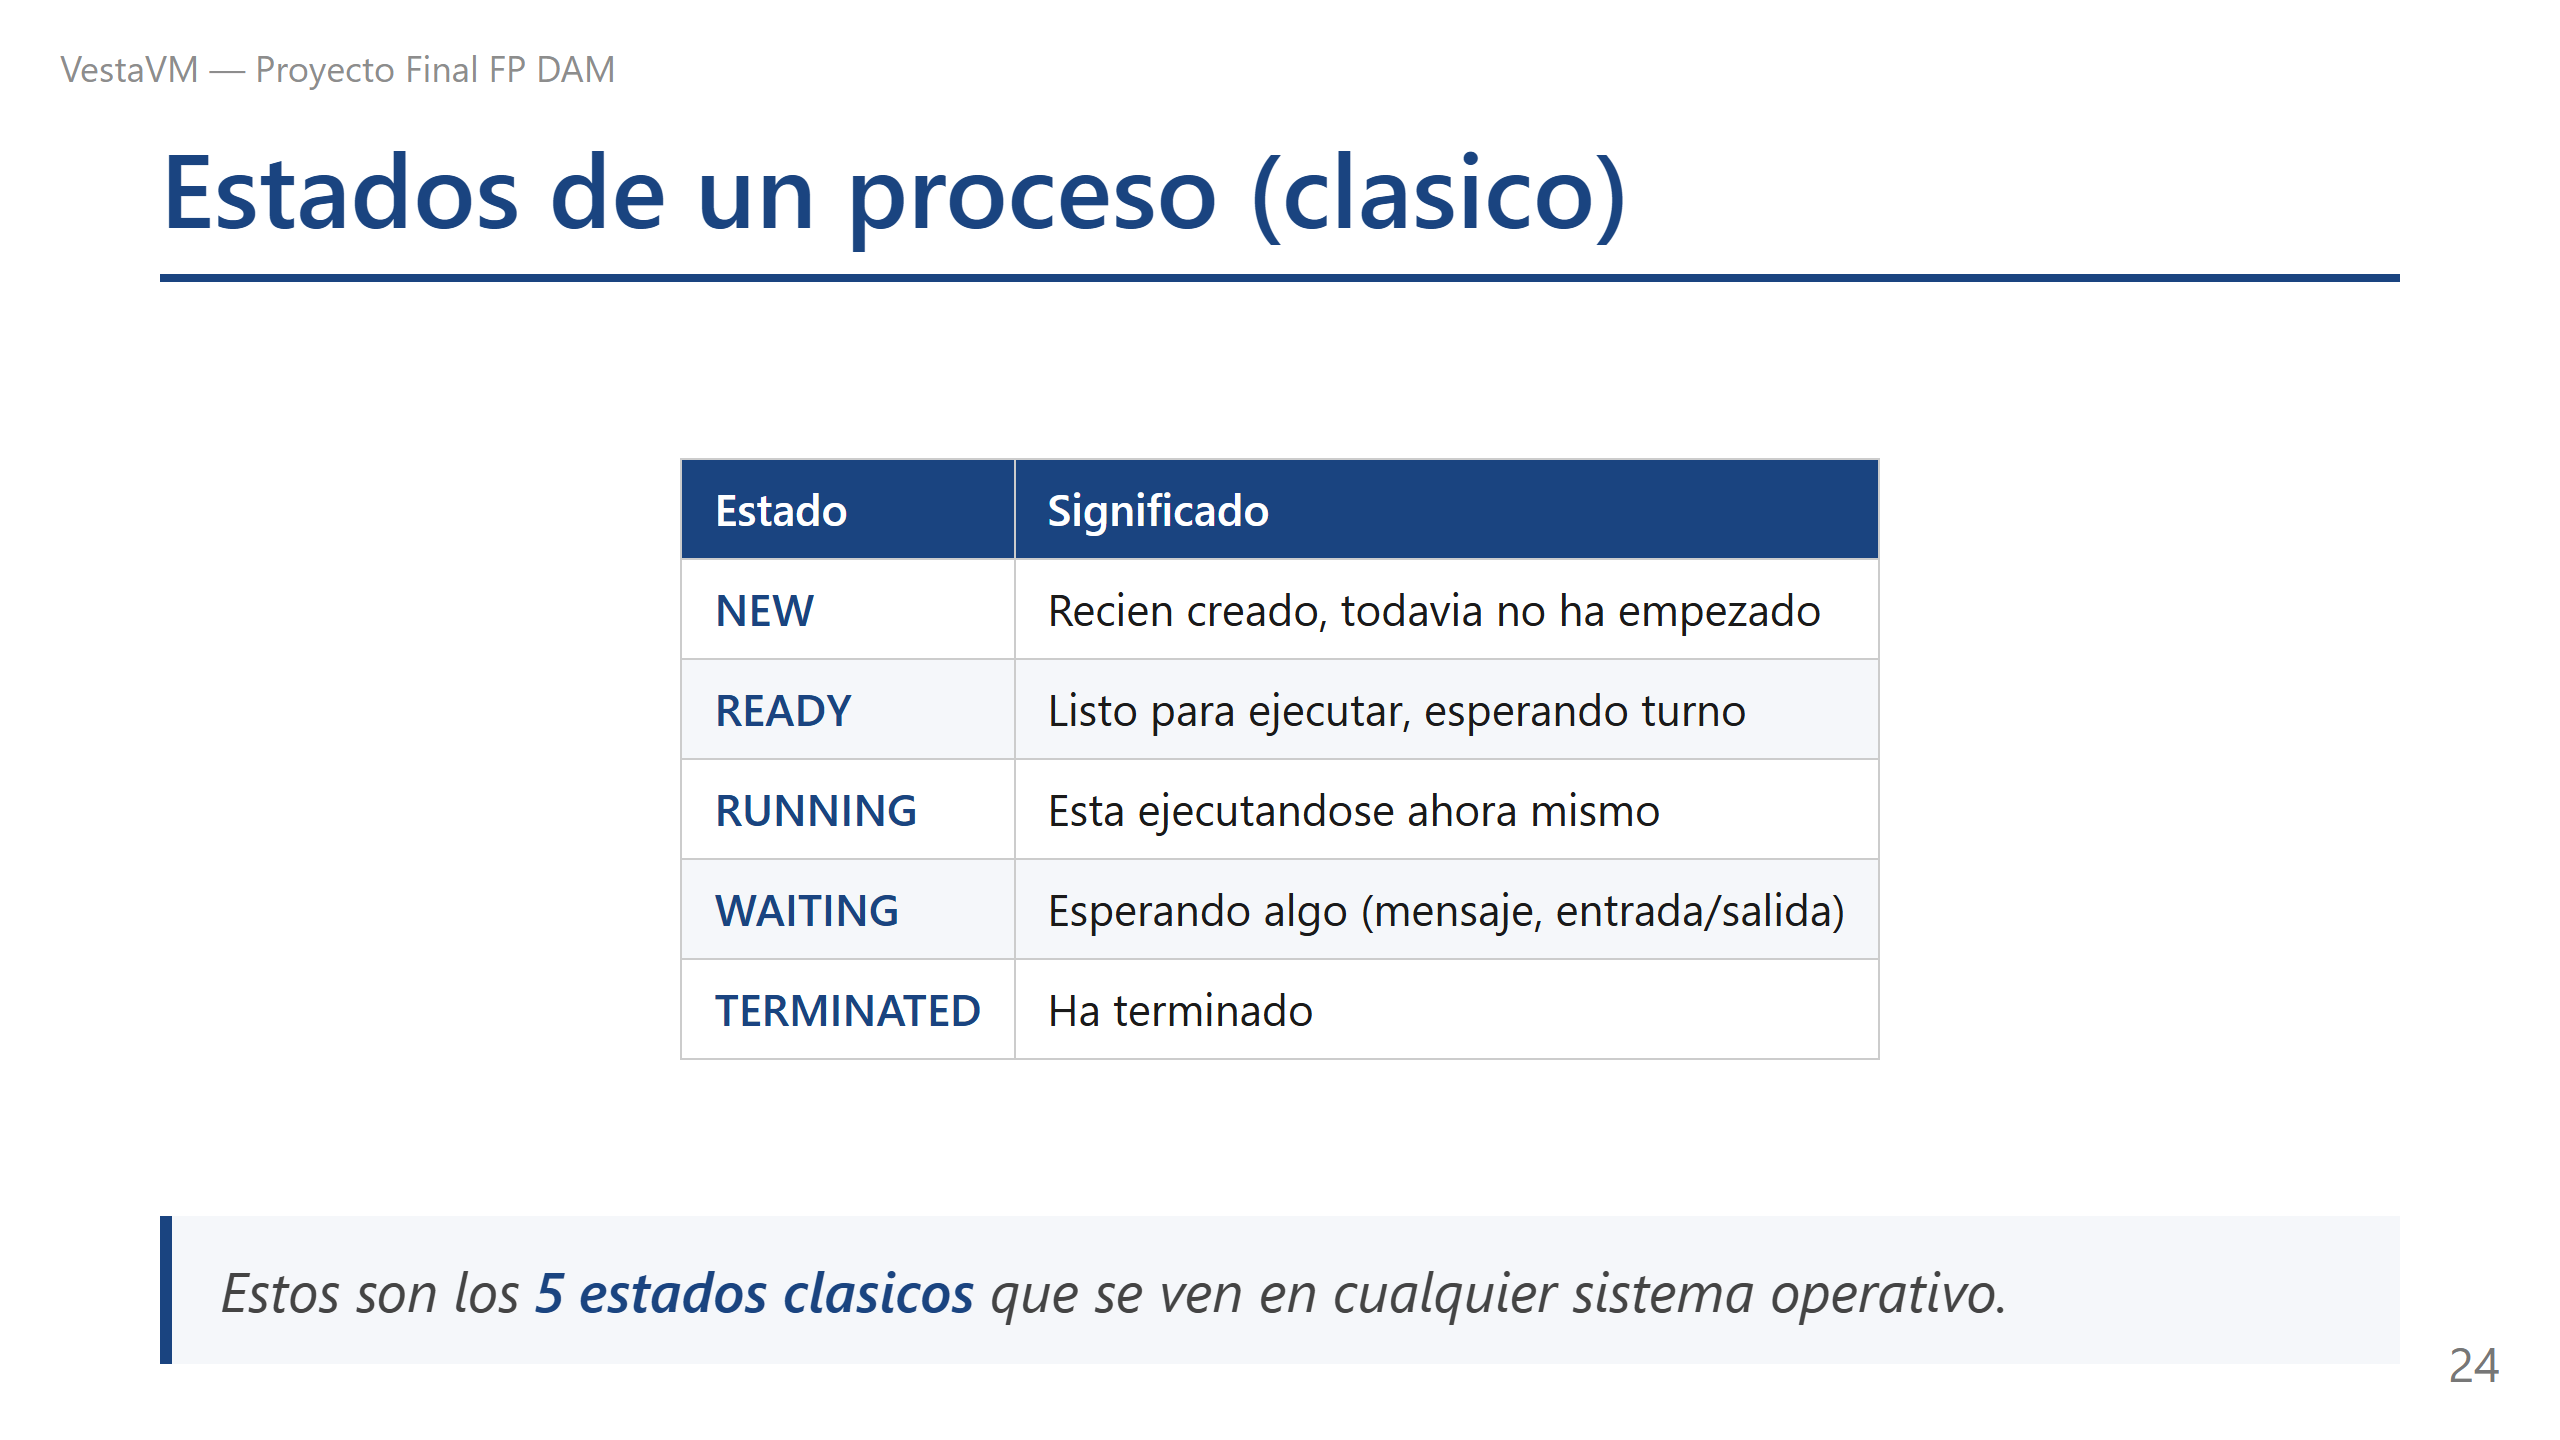 VestaVM — Proyecto Final FP DAM
Estados de un proceso (clasico)
Estado Significado
NEW Recien creado, todavia no ha empezado
READY Listo para ejecutar, esperando turno
RUNNING Esta ejecutandose ahora mismo
WAITING Esperando algo (mensaje, entrada/salida)
TERMINATED Ha terminado
Estos son los 5 estados clasicos que se ven en cualquier sistema operativo.
24